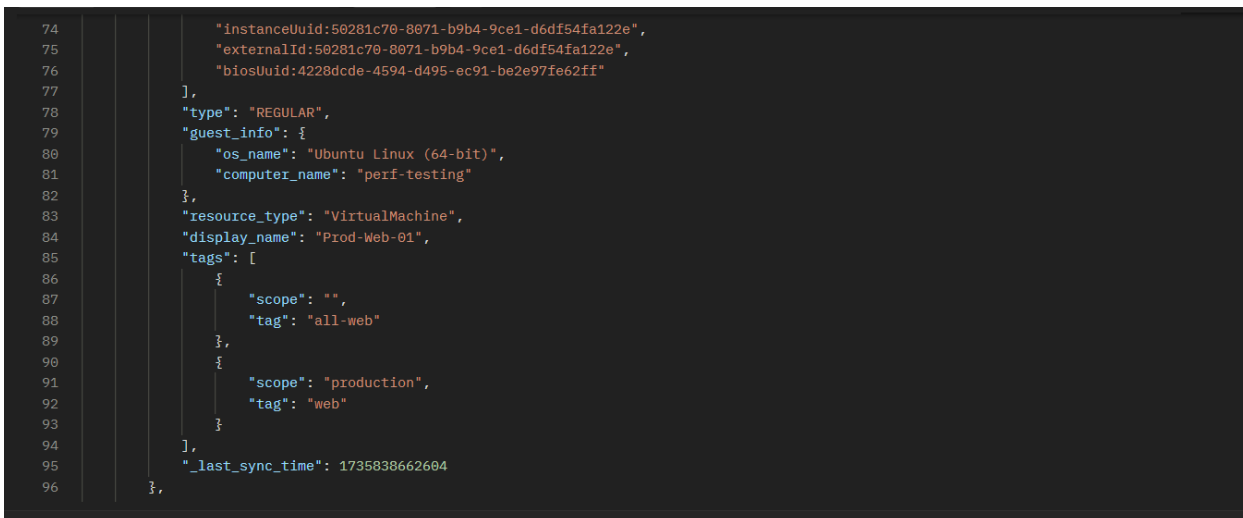 74 "instanceUuid:50281c70-8071-b9b4-9ce1-d6df54fa122e",
75 "externalId:50281c70-8071-b9b4-9ce1-d6df54fa122e",
76 "biosUuid:4228dcde-4594-d495-ec91-be2e97fe62ff"
77 ],
78 "type": "REGULAR",
79 "guest_info": {
80 "os_name": "Ubuntu Linux (64-bit)",
81 "computer_name": "perf-testing"
82 },
83 "resource_type": "VirtualMachine",
84 "display_name": "Prod-Web-01",
85 "tags": [
86 {
87 "scope": "",
88 "tag": "all-web"
89 },
90 {
91 "scope": "production",
92 "tag": "web"
93 }
94 ],
95 "_last_sync_time": 1735838662604
96 },